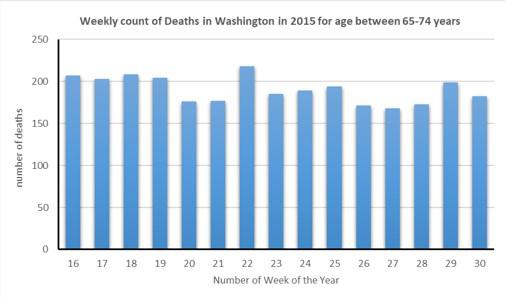 Weekly count of Deaths in Washington in 2015 for age between 65-74 years
250
200
150
100
50
0
number of deaths
16 17 18 19 20 21 22 23 24 25 26 27 28 29 30
Number of Week of the Year